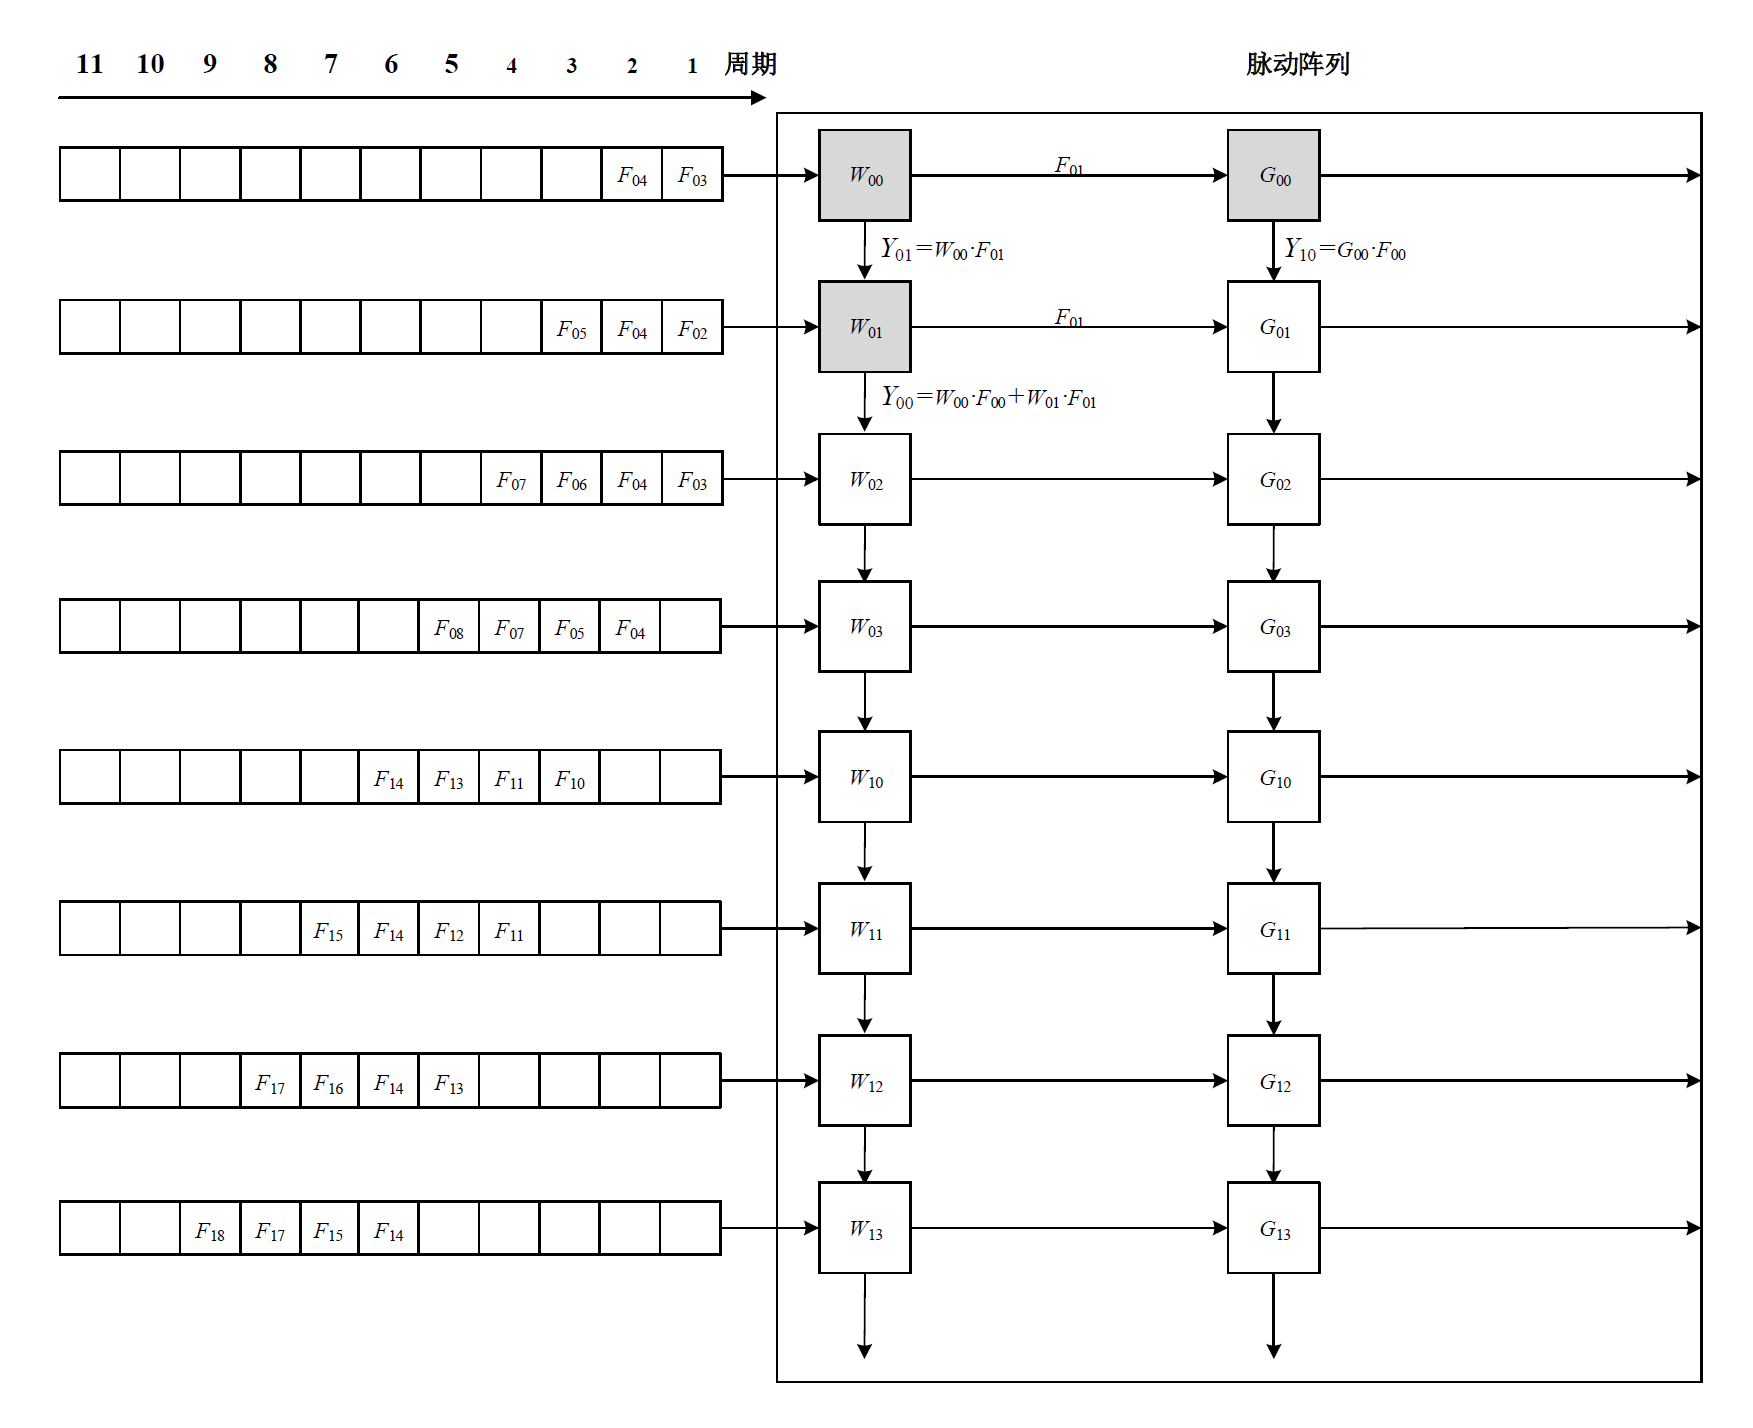 11 10 9 8 7 6 5 4 3 2 1 周期 脉动阵列
F04 F03 W00 F01 G00
Y01=W00·F01 Y10=G00·F00
F05 F04 F02 W01 F01 G01
Y00=W00·F00+W01·F01
F07 F06 F04 F03 W02 G02
F08 F07 F05 F04 W03 G03
F14 F13 F11 F10 W10 G10
F15 F14 F12 F11 W11 G11
F17 F16 F14 F13 W12 G12
F18 F17 F15 F14 W13 G13